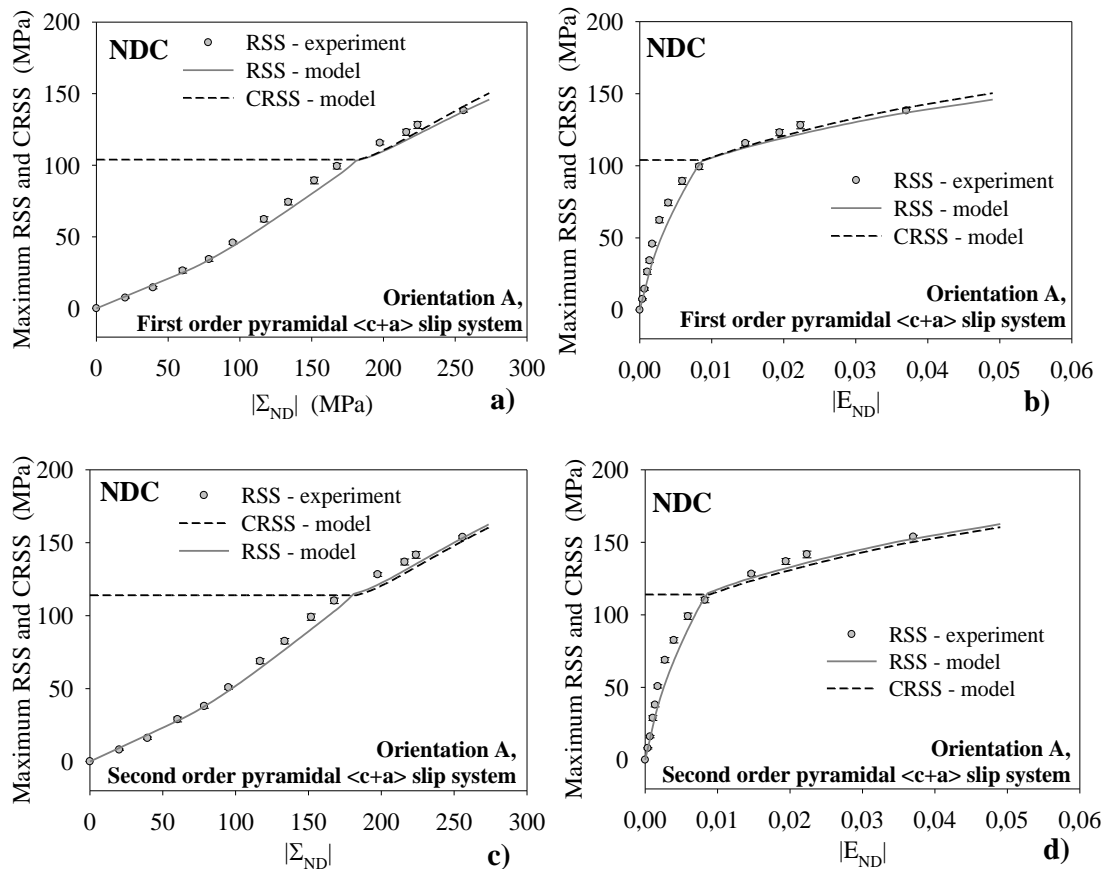 Maximum RSS and CRSS (MPa)
200
150
100
50
0
NDC
RSS - experiment
RSS - model
CRSS - model
Orientation A,
First order pyramidal <c+a> slip system
0 50 100 150 200 250 300
|Σ_ND| (MPa)
a)
Maximum RSS and CRSS (MPa)
200
150
100
50
0
NDC
RSS - experiment
RSS - model
CRSS - model
Orientation A,
First order pyramidal <c+a> slip system
0,00 0,01 0,02 0,03 0,04 0,05 0,06
|E_ND|
b)
Maximum RSS and CRSS (MPa)
200
150
100
50
0
NDC
RSS - experiment
CRSS - model
RSS - model
Orientation A,
Second order pyramidal <c+a> slip system
0 50 100 150 200 250 300
|Σ_ND|
c)
Maximum RSS and CRSS (MPa)
200
150
100
50
0
NDC
RSS - experiment
RSS - model
CRSS - model
Orientation A,
Second order pyramidal <c+a> slip system
0,00 0,01 0,02 0,03 0,04 0,05 0,06
|E_ND|
d)